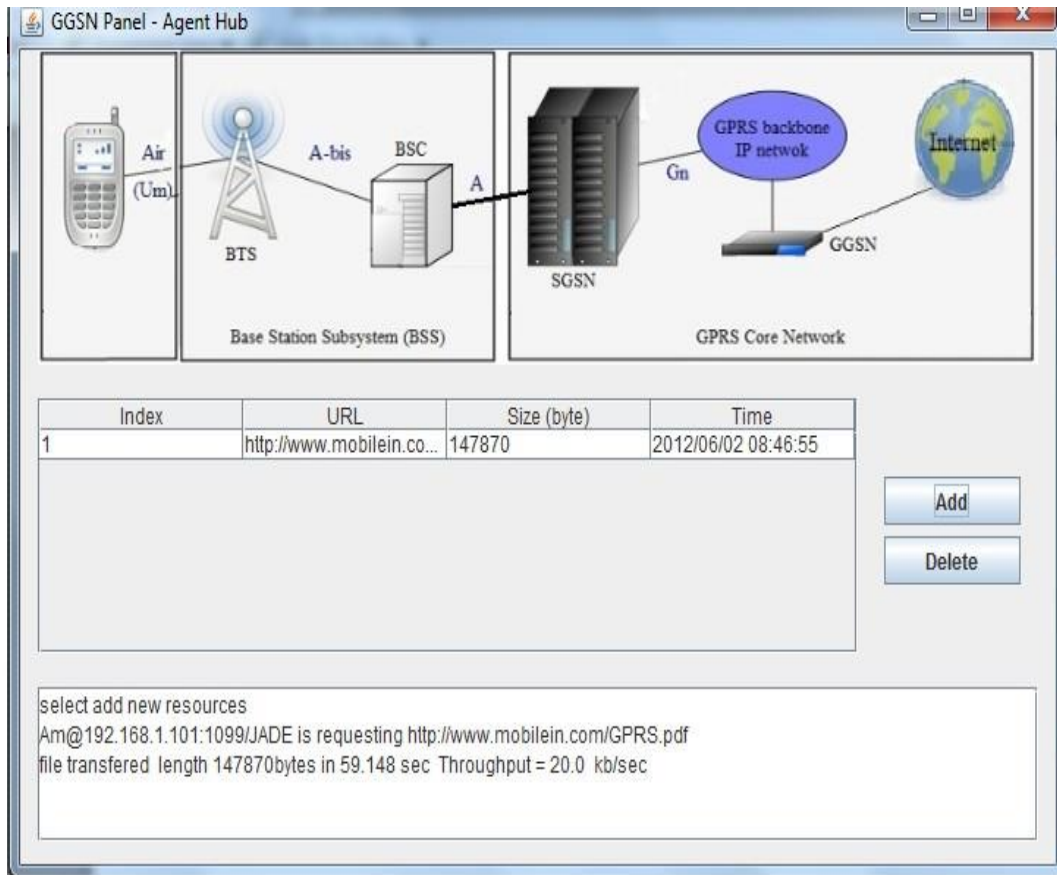 GGSN Panel - Agent Hub
Air
(Um)
A-bis
BTS
BSC
A
Base Station Subsystem (BSS)
SGSN
Gn
GPRS backbone
IP netwok
Internet
GGSN
GPRS Core Network
Index URL Size (byte) Time
1 http://www.mobilein.co... 147870 2012/06/02 08:46:55
Add
Delete
select add new resources
Am@192.168.1.101:1099/JADE is requesting http://www.mobilein.com/GPRS.pdf
file transfered length 147870bytes in 59.148 sec Throughput = 20.0 kb/sec